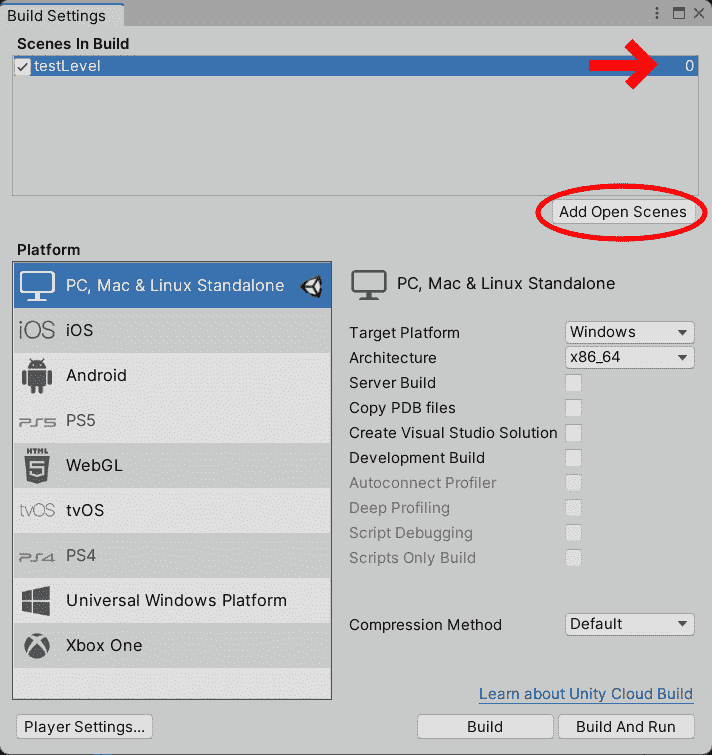 Build Settings
Scenes In Build
testLevel 0
Add Open Scenes
Platform
PC, Mac & Linux Standalone
iOS iOS
Android
PS5 PS5
HTML 5 WebGL
tvOS tvOS
PS4 PS4
Universal Windows Platform
Xbox One
PC, Mac & Linux Standalone
Target Platform Windows
Architecture x86_64
Server Build
Copy PDB files
Create Visual Studio Solution
Development Build
Autoconnect Profiler
Deep Profiling
Script Debugging
Scripts Only Build
Compression Method Default
Learn about Unity Cloud Build
Player Settings... Build Build And Run